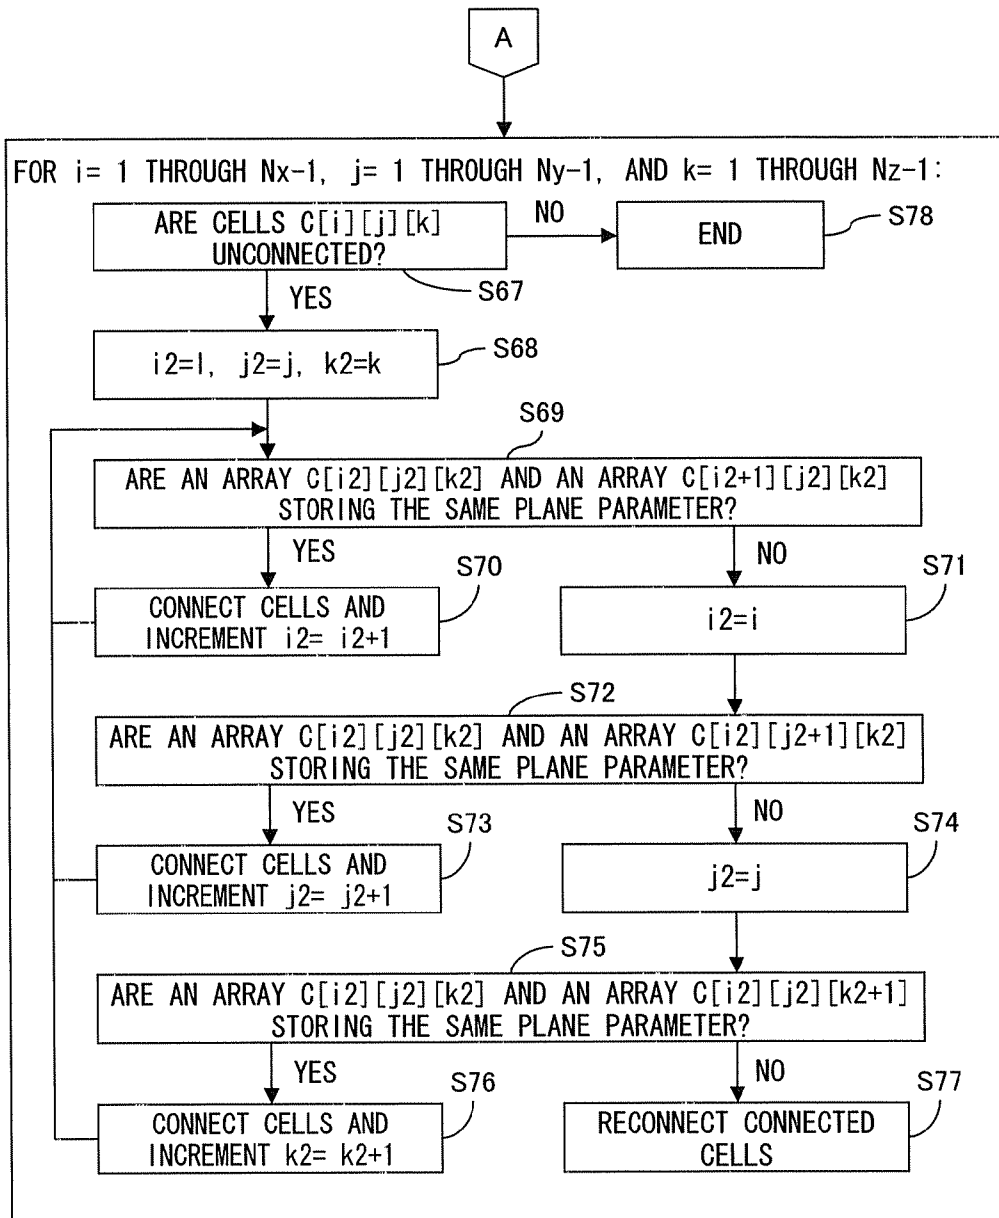 A
FOR i= 1 THROUGH Nx-1, j= 1 THROUGH Ny-1, AND k= 1 THROUGH Nz-1:
ARE CELLS C[i][j][k]
UNCONNECTED?
NO
END
S78
S67
YES
i2=I, j2=j, k2=k
S68
S69
ARE AN ARRAY C[i2][j2][k2] AND AN ARRAY C[i2+1][j2][k2]
STORING THE SAME PLANE PARAMETER?
YES
NO
S70
S71
CONNECT CELLS AND
INCREMENT i2= i2+1
i2=i
S72
ARE AN ARRAY C[i2][j2][k2] AND AN ARRAY C[i2][j2+1][k2]
STORING THE SAME PLANE PARAMETER?
YES
NO
S73
S74
CONNECT CELLS AND
INCREMENT j2= j2+1
j2=j
S75
ARE AN ARRAY C[i2][j2][k2] AND AN ARRAY C[i2][j2][k2+1]
STORING THE SAME PLANE PARAMETER?
YES
NO
S76
S77
CONNECT CELLS AND
INCREMENT k2= k2+1
RECONNECT CONNECTED
CELLS